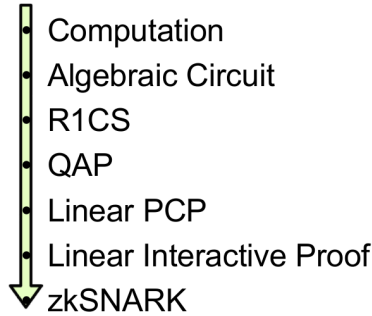 Computation
Algebraic Circuit
R1CS
QAP
Linear PCP
Linear Interactive Proof
zkSNARK